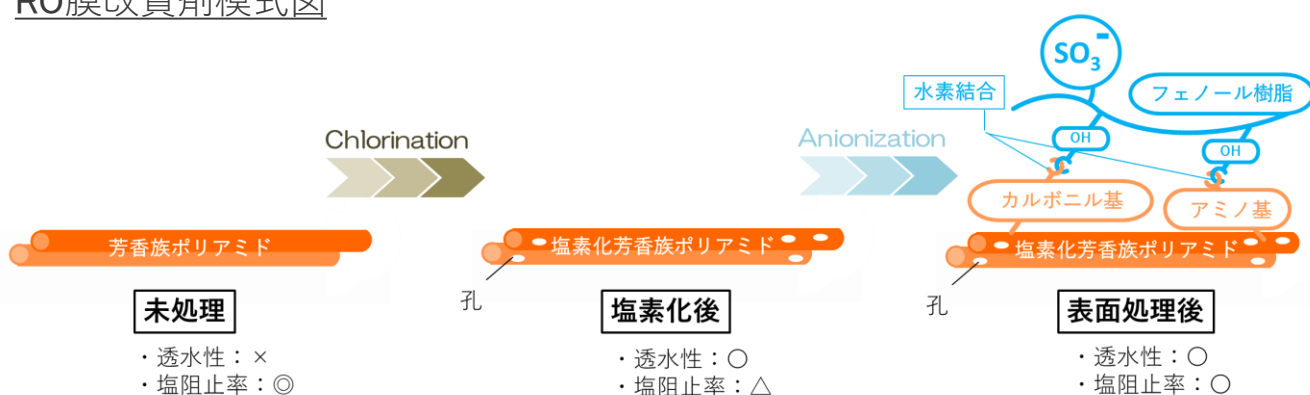 RO膜改質剤模式図
SO3-
水素結合
フェノール樹脂
Chlorination
Anionization
OH
OH
カルボニル基
アミノ基
芳香族ポリアミド
塩素化芳香族ポリアミド
塩素化芳香族ポリアミド
孔
孔
未処理
塩素化後
表面処理後
・透水性：×
・塩阻止率：◎
・透水性：○
・塩阻止率：△
・透水性：○
・塩阻止率：○